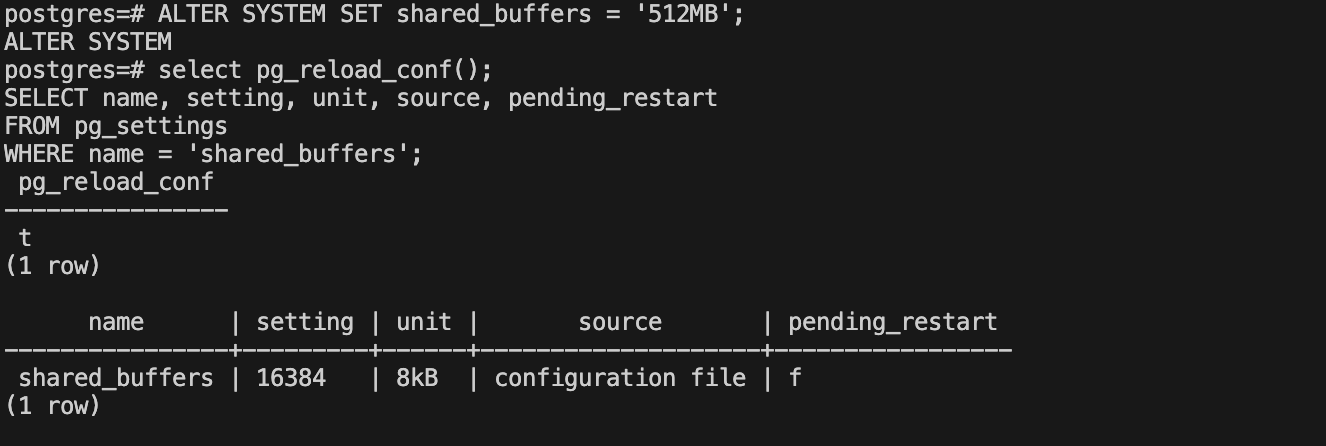 postgres=# ALTER SYSTEM SET shared_buffers = '512MB';
ALTER SYSTEM
postgres=# select pg_reload_conf();
SELECT name, setting, unit, source, pending_restart
FROM pg_settings
WHERE name = 'shared_buffers';
 pg_reload_conf
----------------
 t
(1 row)

      name      | setting | unit |       source       | pending_restart
----------------+---------+------+--------------------+-----------------
 shared_buffers | 16384   | 8kB  | configuration file | f
(1 row)